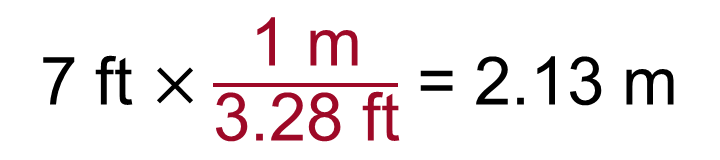 7 ft × 1 m / 3.28 ft = 2.13 m